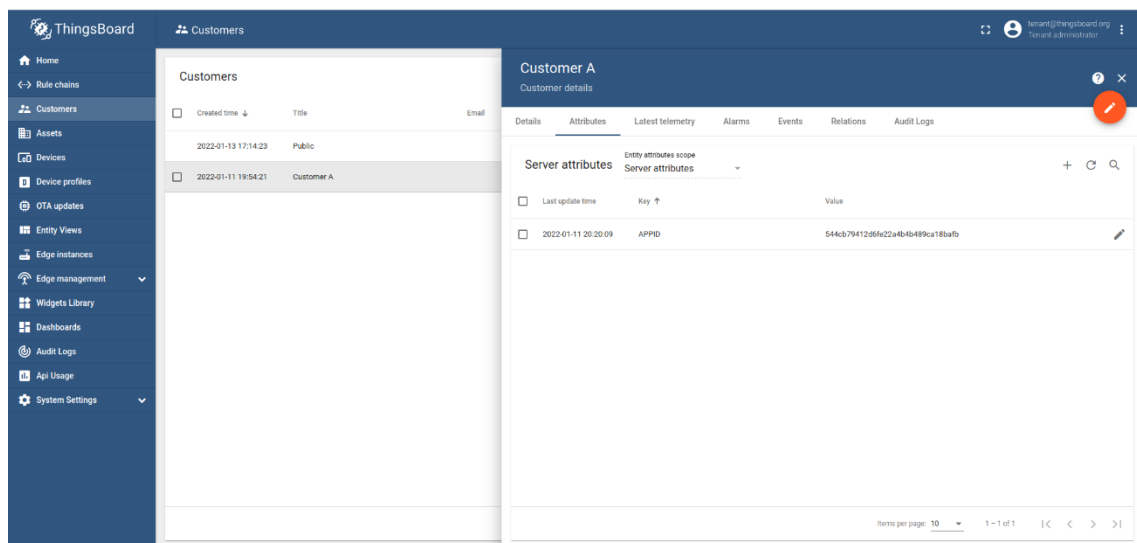 ThingsBoard
Customers
tenant@thingsboard.org
Tenant administrator
Home
Rule chains
Customers
Assets
Devices
Device profiles
OTA updates
Entity Views
Edge instances
Edge management
Widgets Library
Dashboards
Audit Logs
Api Usage
System Settings
Customers
Created time Title Email
2022-01-13 17:14:23 Public
2022-01-11 19:54:21 Customer A
Customer A
Customer details
Details Attributes Latest telemetry Alarms Events Relations Audit Logs
Entity attributes scope
Server attributes Server attributes
Last update time Key Value
2022-01-11 20:20:09 APPID 544cb79412d6fe22a4b4b489ca18bafb
Items per page: 10 1 – 1 of 1